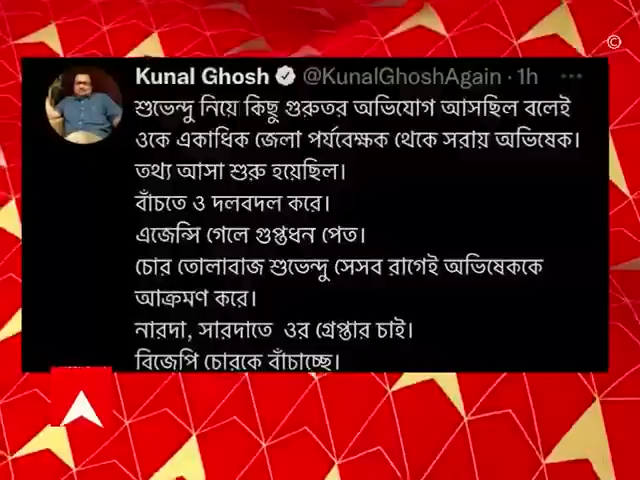 ©
Kunal Ghosh @KunalGhoshAgain · 1h ...
শুভেন্দু নিয়ে কিছু গুরুতর অভিযোগ আসছিল বলেই
ওকে একাধিক জেলা পর্যবেক্ষক থেকে সরায় অভিষেক।
তথ্য আসা শুরু হয়েছিল।
বাঁচতে ও দলবদল করে।
এজেন্সি গেলে গুপ্তধন পেত।
চোর তোলাবাজ শুভেন্দু সেসব রাগেই অভিষেককে
আক্রমণ করে।
নারদা, সারদাতে ওর গ্রেপ্তার চাই।
বিজেপি চোরকে বাঁচাচ্ছে।